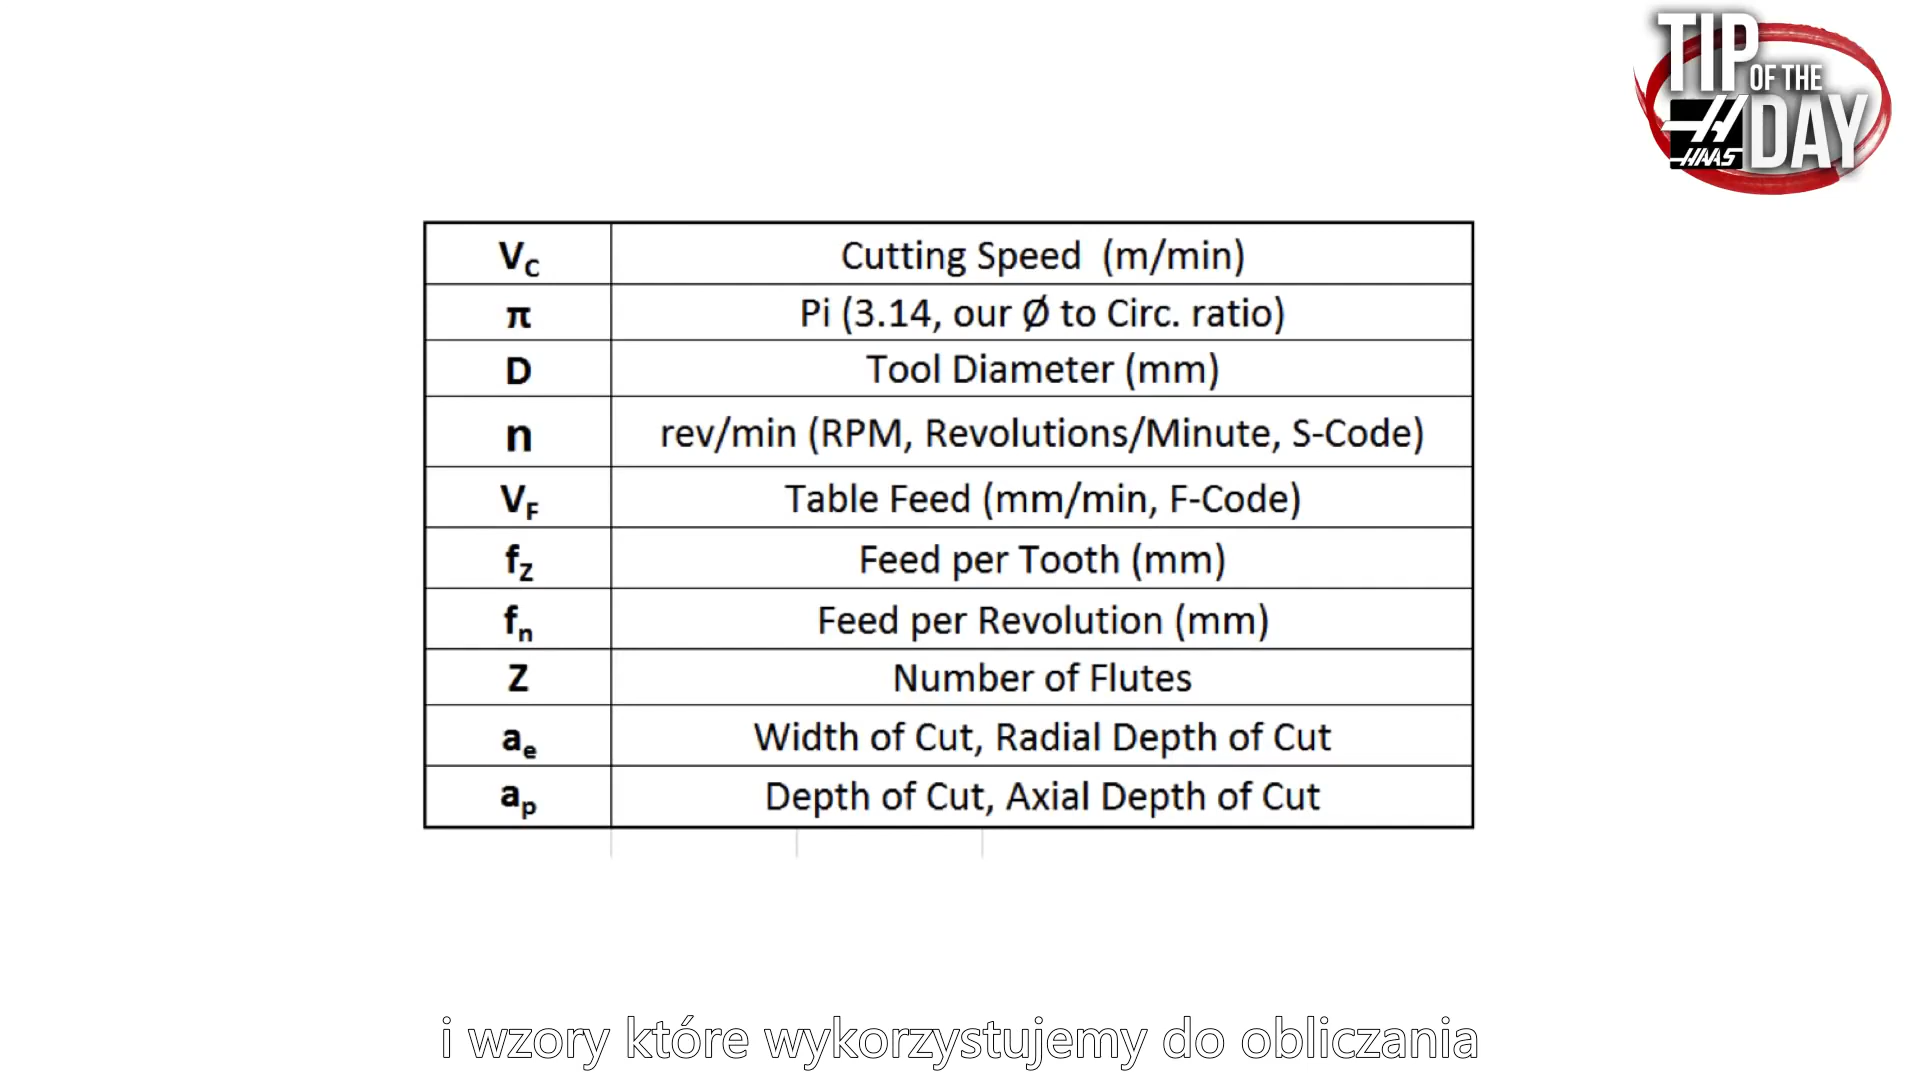 TIP OF THE DAY
HAAS
Vc Cutting Speed (m/min)
π Pi (3.14, our Ø to Circ. ratio)
D Tool Diameter (mm)
n rev/min (RPM, Revolutions/Minute, S-Code)
VF Table Feed (mm/min, F-Code)
fz Feed per Tooth (mm)
fn Feed per Revolution (mm)
Z Number of Flutes
ae Width of Cut, Radial Depth of Cut
ap Depth of Cut, Axial Depth of Cut
i wzory które wykorzystujemy do obliczania